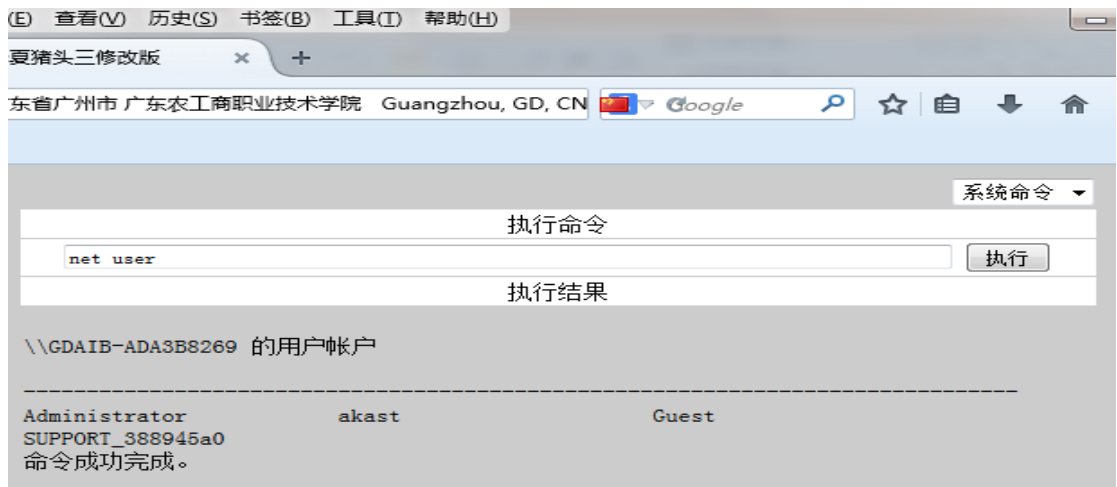 (E) 查看(V) 历史(S) 书签(B) 工具(T) 帮助(H)
夏猪头三修改版 × +
东省广州市 广东农工商职业技术学院 Guangzhou, GD, CN Google
系统命令
执行命令
net user 执行
执行结果
\\GDAIB-ADA3B8269 的用户帐户
-------------------------------------------------------------------------------
Administrator akast Guest
SUPPORT_388945a0
命令成功完成。